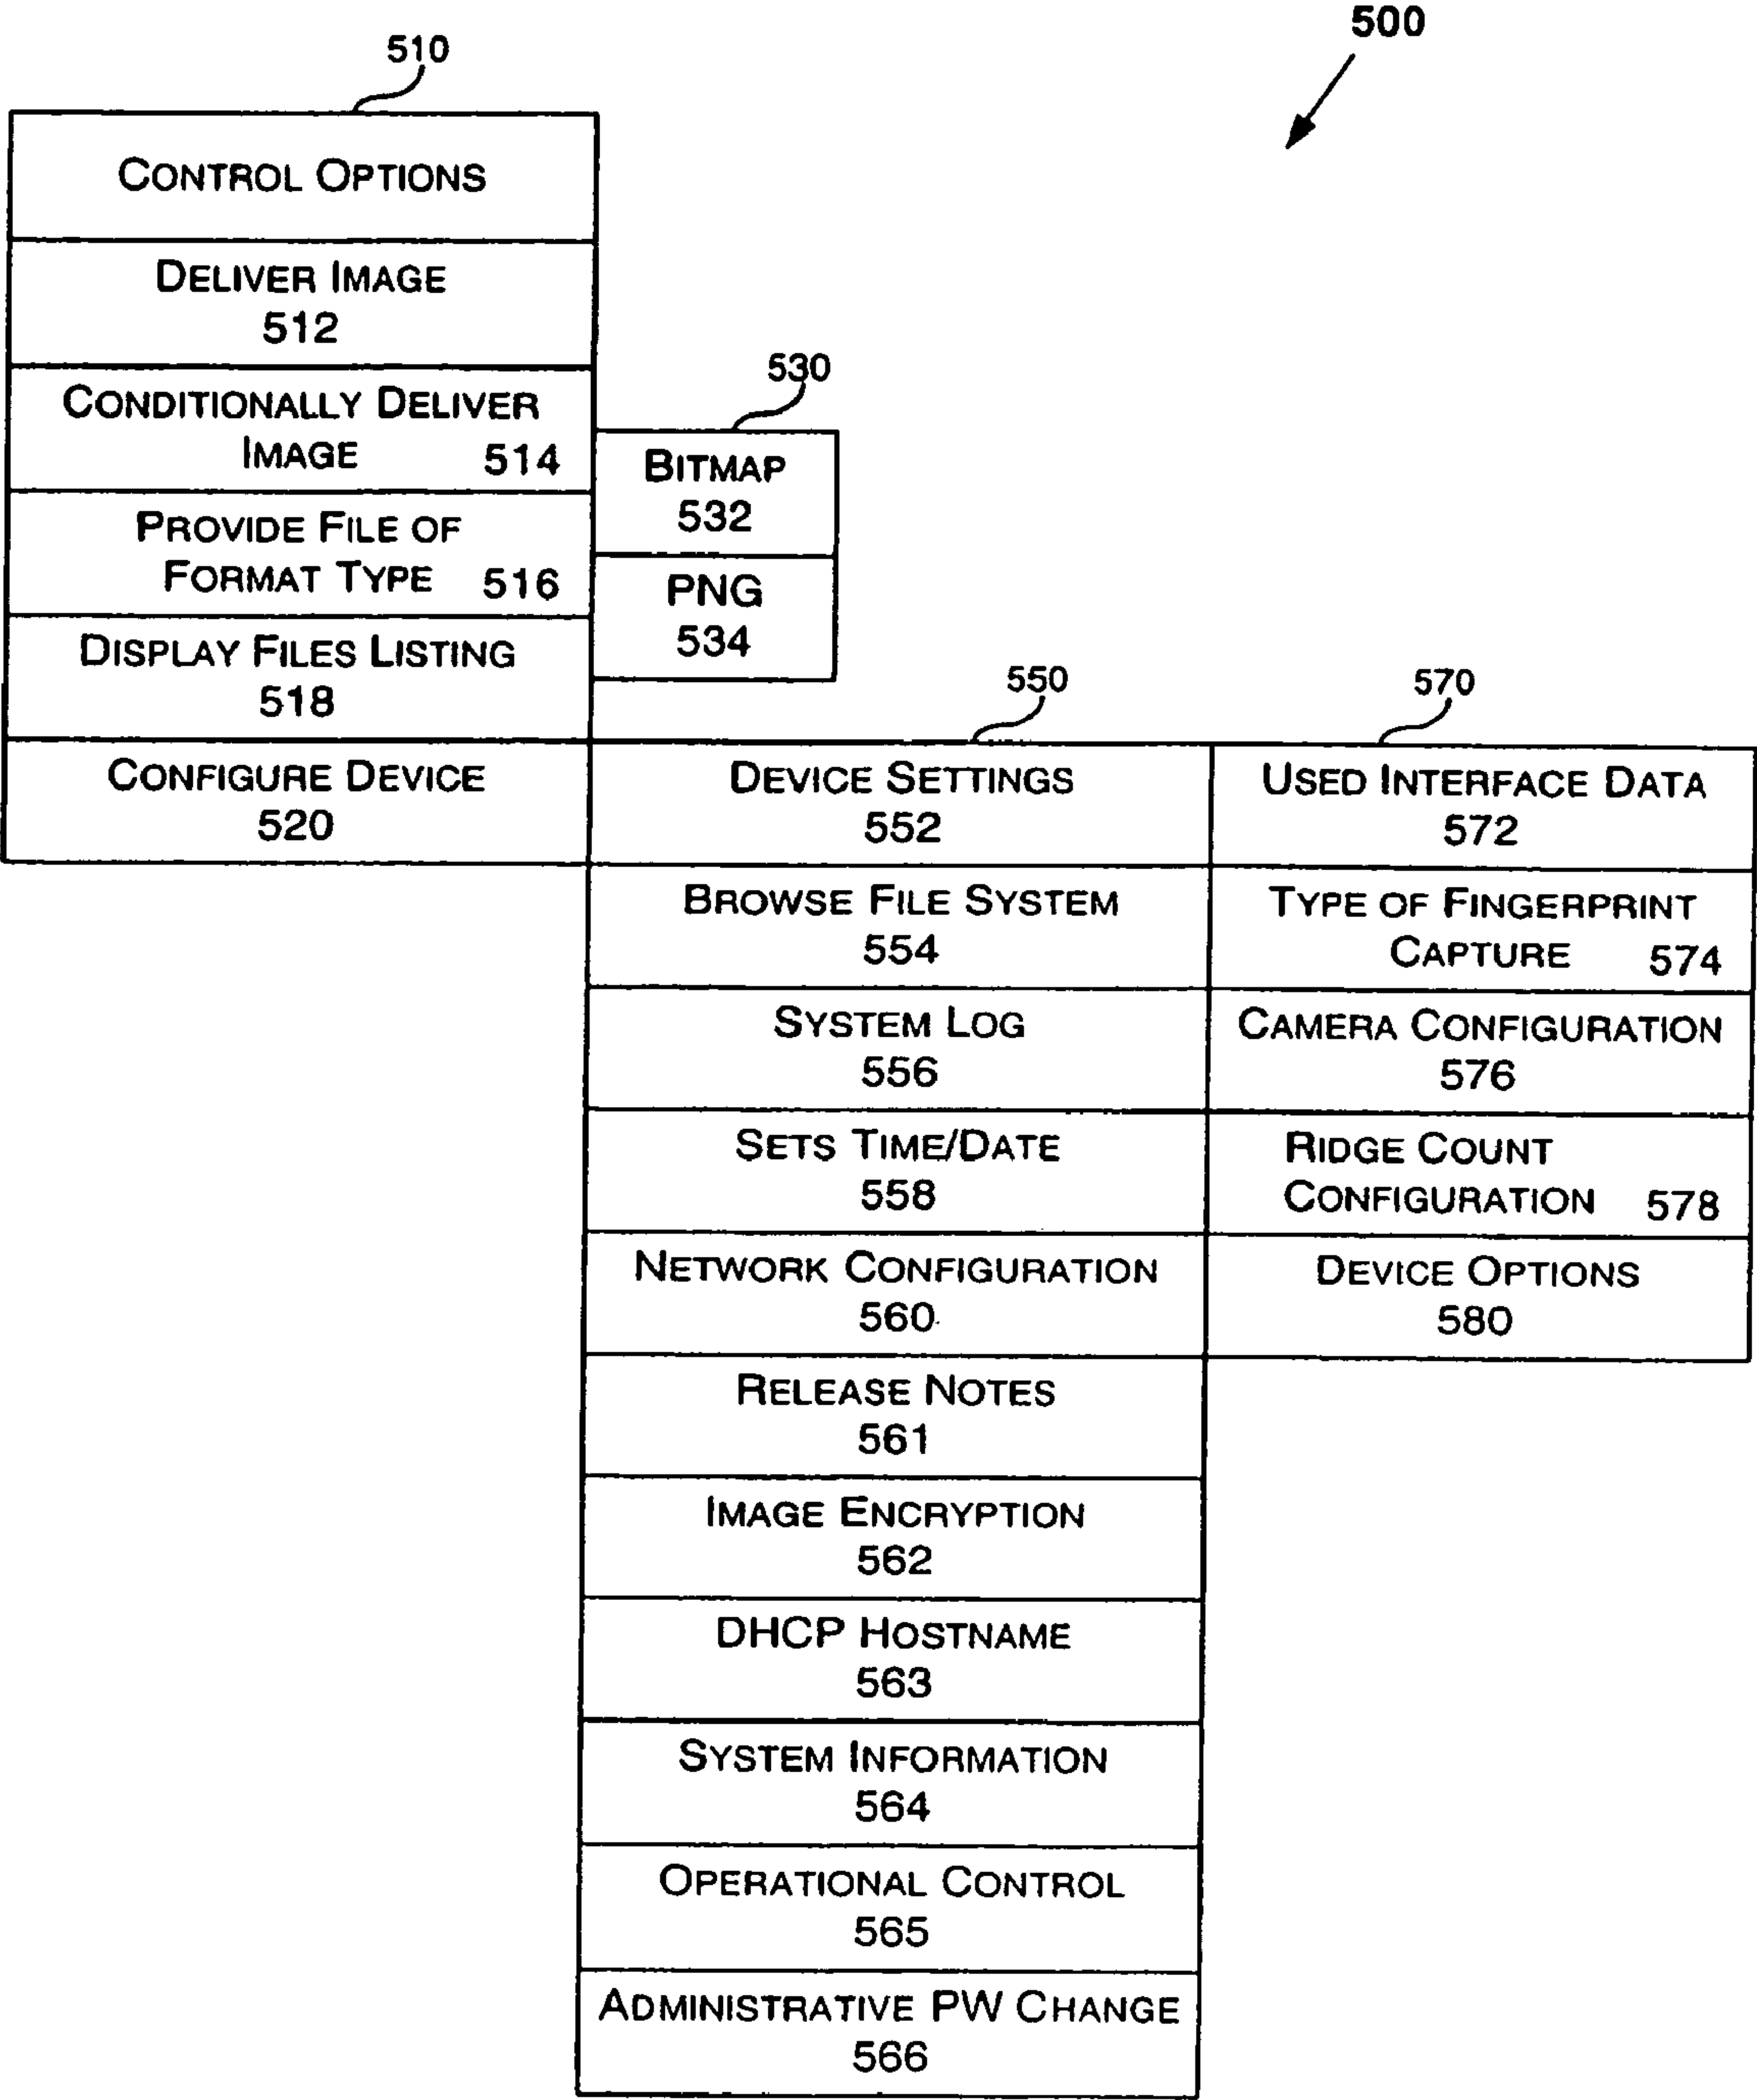 500
510
CONTROL OPTIONS
DELIVER IMAGE
512
CONDITIONALLY DELIVER
IMAGE 514
PROVIDE FILE OF
FORMAT TYPE 516
DISPLAY FILES LISTING
518
CONFIGURE DEVICE
520
530
BITMAP
532
PNG
534
550
DEVICE SETTINGS
552
BROWSE FILE SYSTEM
554
SYSTEM LOG
556
SETS TIME/DATE
558
NETWORK CONFIGURATION
560
RELEASE NOTES
561
IMAGE ENCRYPTION
562
DHCP HOSTNAME
563
SYSTEM INFORMATION
564
OPERATIONAL CONTROL
565
ADMINISTRATIVE PW CHANGE
566
570
USED INTERFACE DATA
572
TYPE OF FINGERPRINT
CAPTURE 574
CAMERA CONFIGURATION
576
RIDGE COUNT
CONFIGURATION 578
DEVICE OPTIONS
580